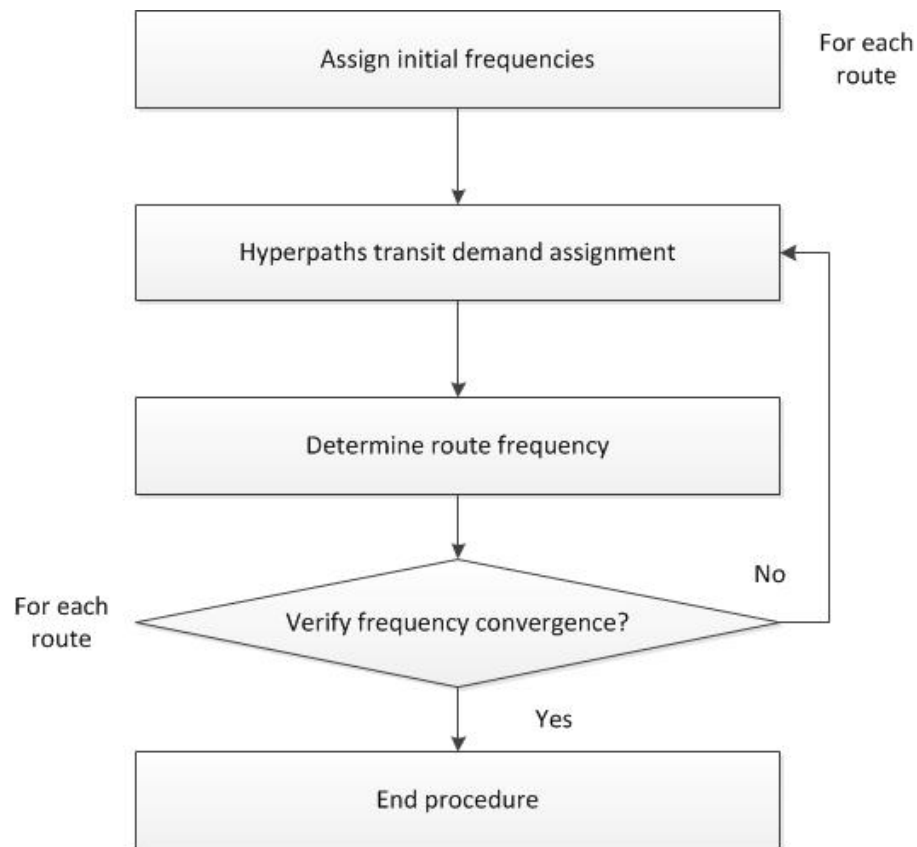 Assign initial frequencies
For each
route
Hyperpaths transit demand assignment
Determine route frequency
No
For each
route
Verify frequency convergence?
Yes
End procedure